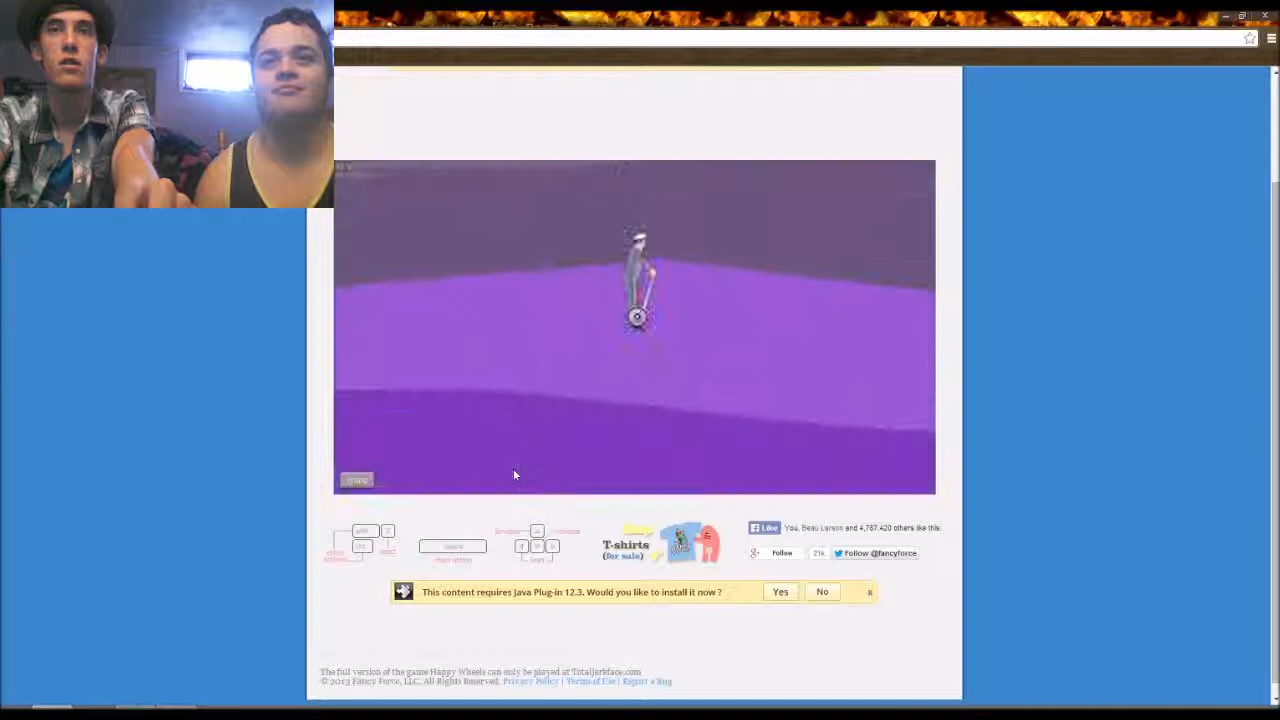 T-shirts
(for sale)
Like You, Beau Larson and 4,787,420 others like this.
Follow 21k Follow @fancyforce
This content requires Java Plug-in 12.3. Would you like to install it now ? Yes No x
The full version of the game Happy Wheels can only be played at Totaljerkface.com
© 2013 Fancy Force, LLC. All Rights Reserved. Privacy Policy | Terms of Use | Report a Bug